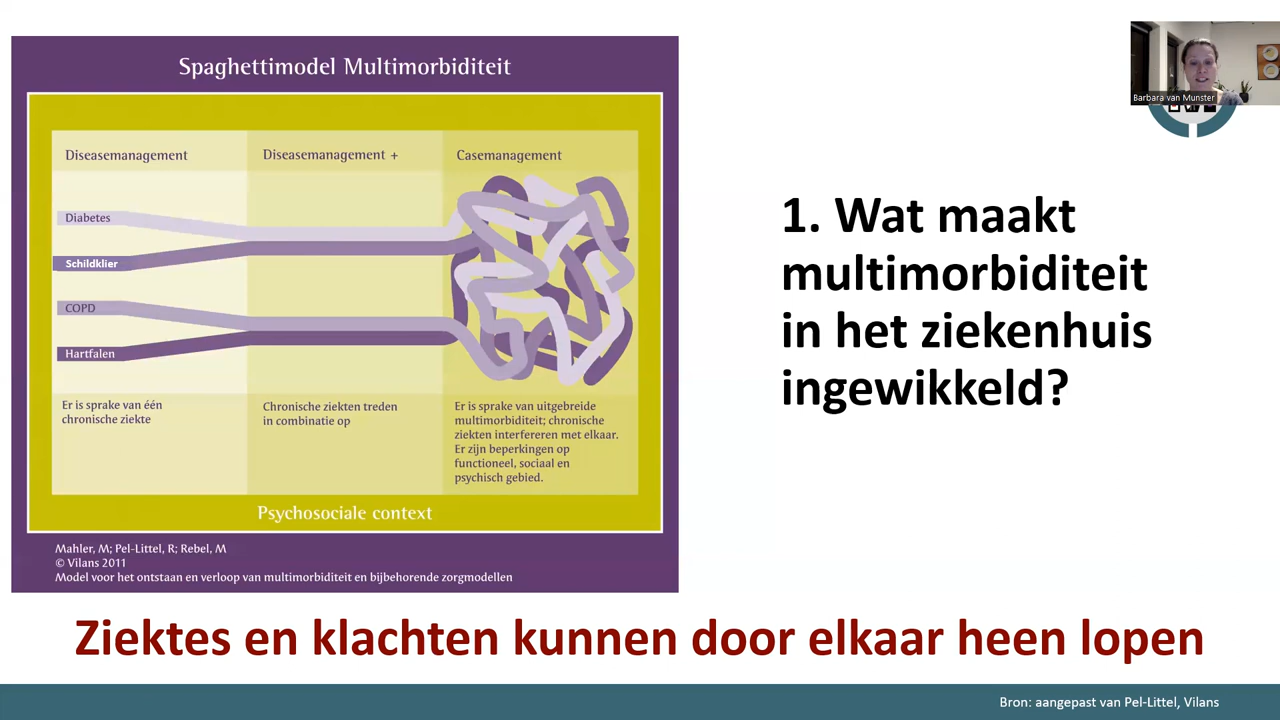 Spaghettimodel Multimorbiditeit
Diseasemanagement
Diseasemanagement +
Casemanagement
Diabetes
Schildklier
COPD
Hartfalen
Er is sprake van één
chronische ziekte
Chronische ziekten treden
in combinatie op
Er is sprake van uitgebreide
multimorbiditeit; chronische
ziekten interfereren met elkaar.
Er zijn beperkingen op
functioneel, sociaal en
psychisch gebied.
Psychosociale context
Mahler, M; Pel-Littel, R; Rebel, M
© Vilans 2011
Model voor het ontstaan en verloop van multimorbiditeit en bijbehorende zorgmodellen
Barbara van Munster
1. Wat maakt
multimorbiditeit
in het ziekenhuis
ingewikkeld?
Ziektes en klachten kunnen door elkaar heen lopen
Bron: aangepast van Pel-Littel, Vilans